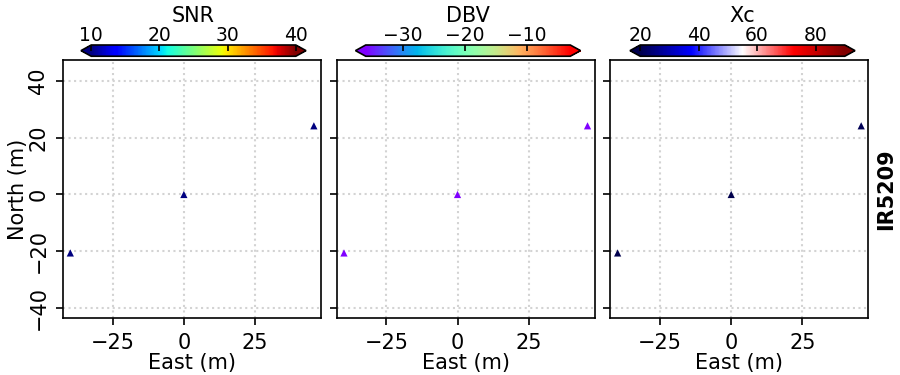 SNR DBV Xc
10 20 30 40 −30 −20 −10 20 40 60 80
40
20
0
−20
−40
North (m)
−25 0 25 −25 0 25 −25 0 25
East (m) East (m) East (m)
IR5209